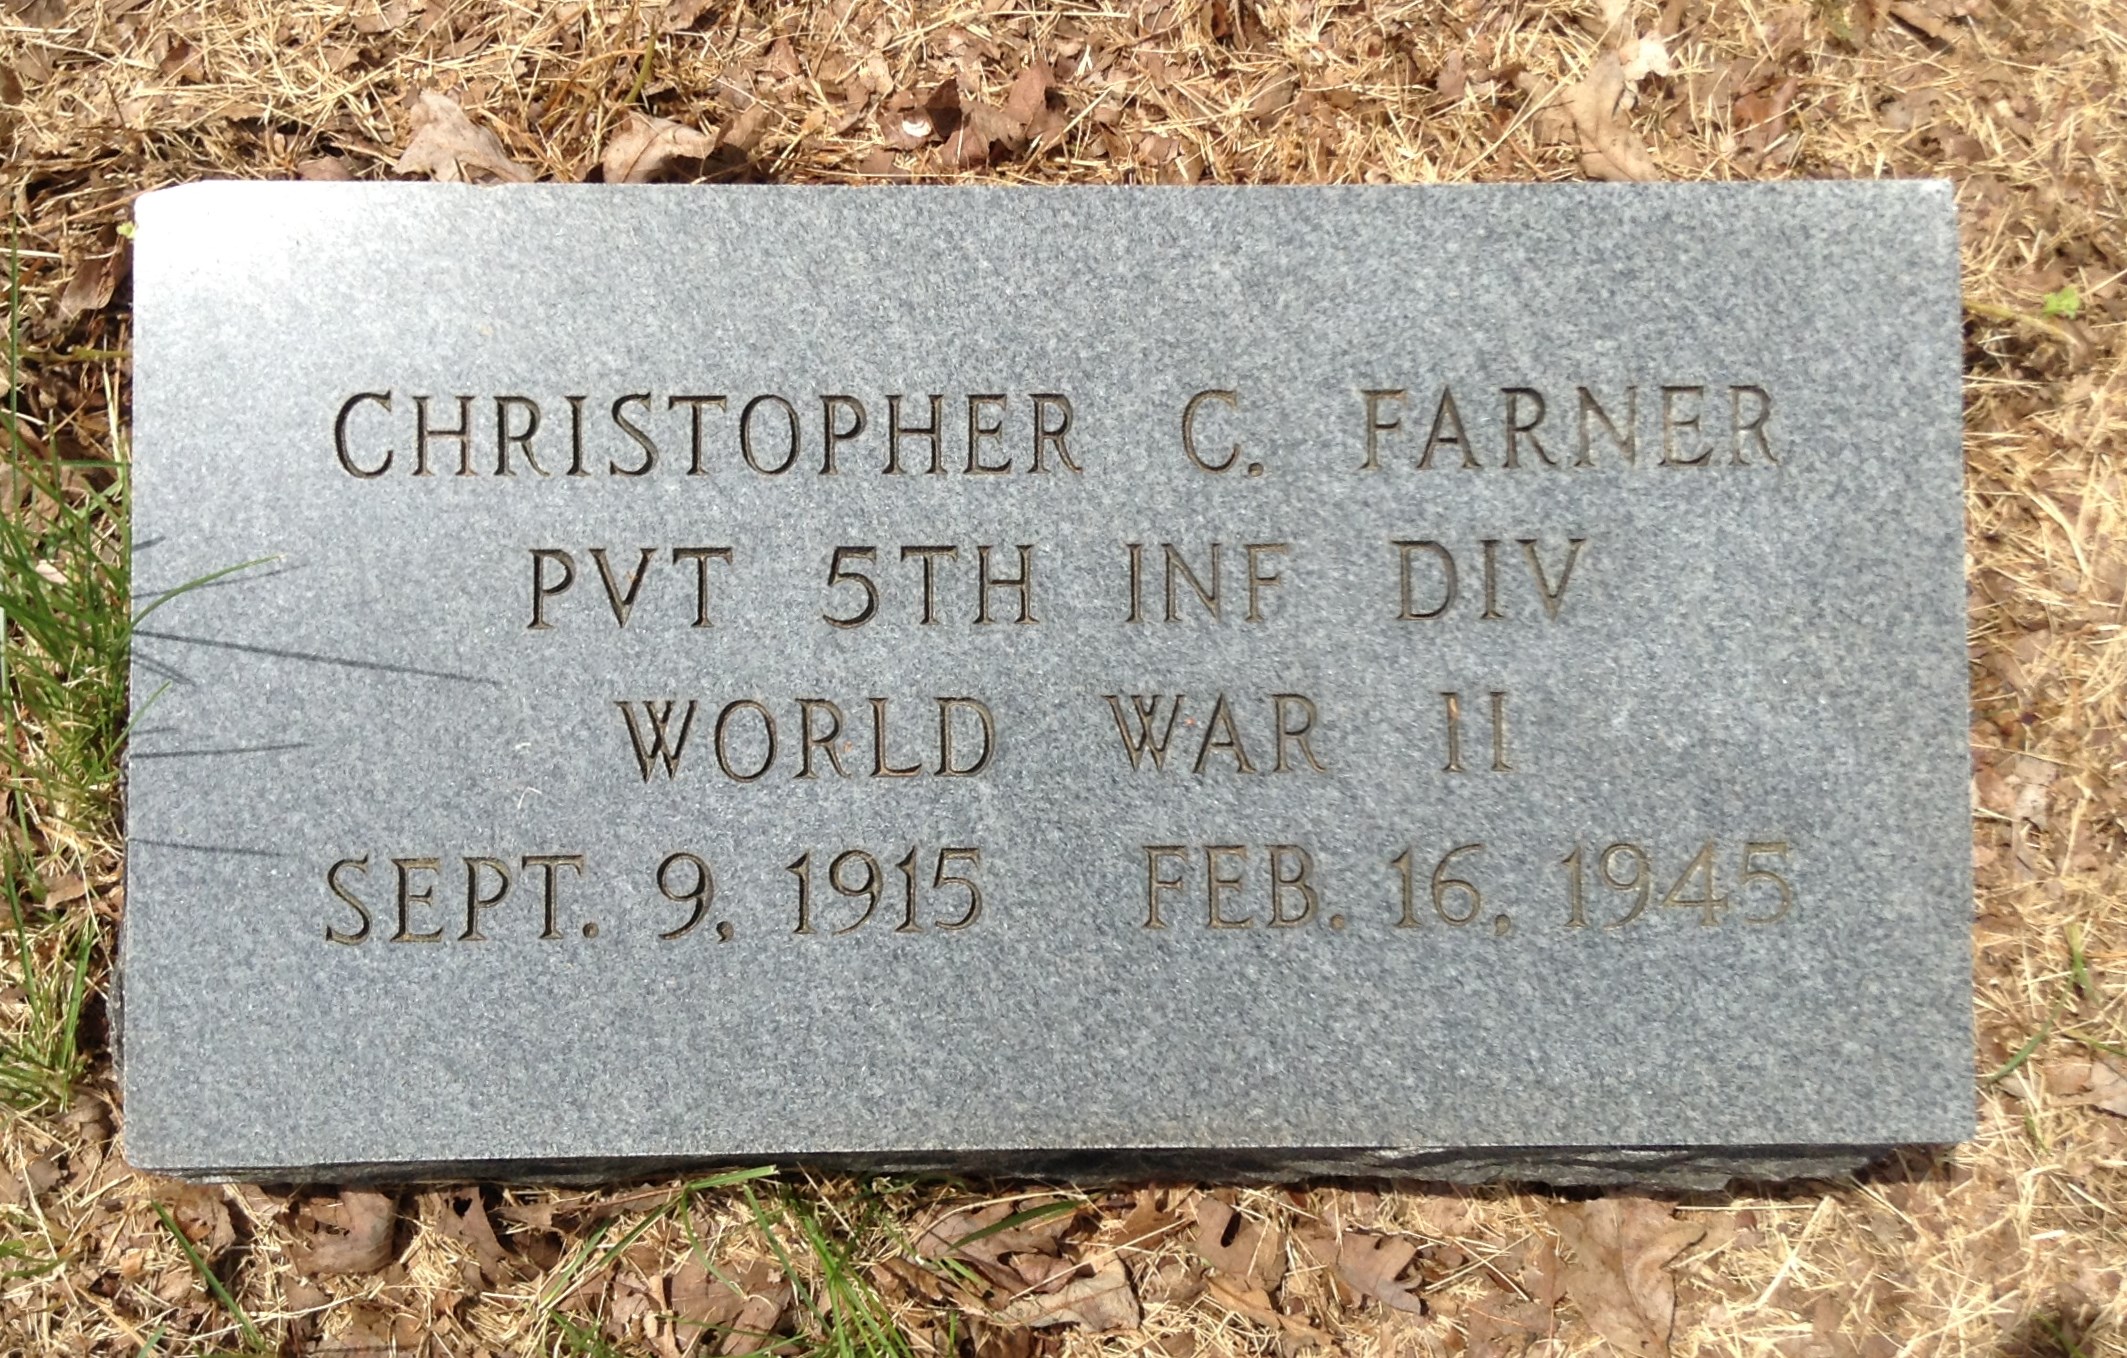 CHRISTOPHER C. FARNER
PVT 5TH INF DIV
WORLD WAR II
SEPT. 9, 1915 FEB. 16, 1945